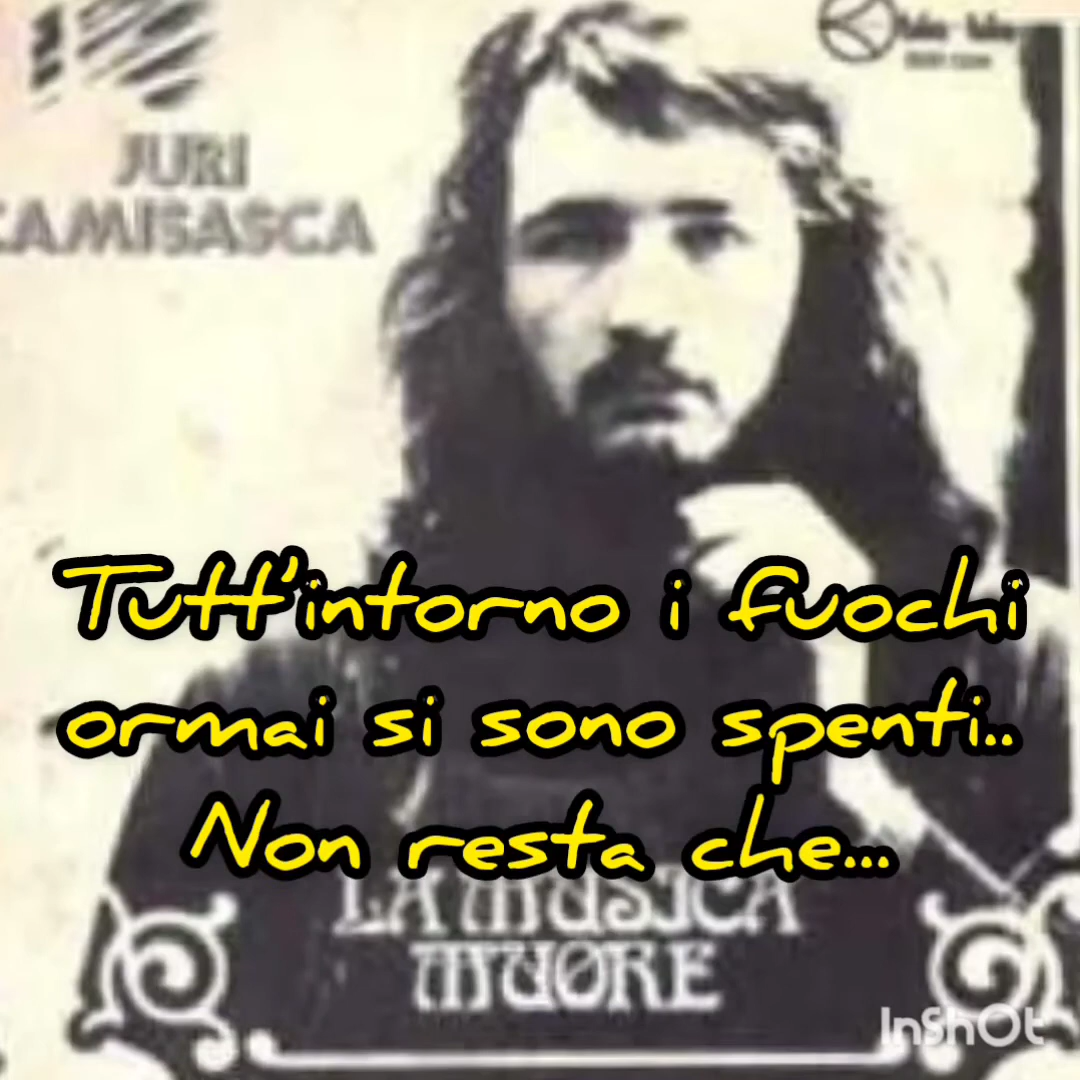 JURI
CAMISASCA
Tutt'intorno i fuochi
ormai si sono spenti..
Non resta che...
LA MUSICA
MUORE
InShOt